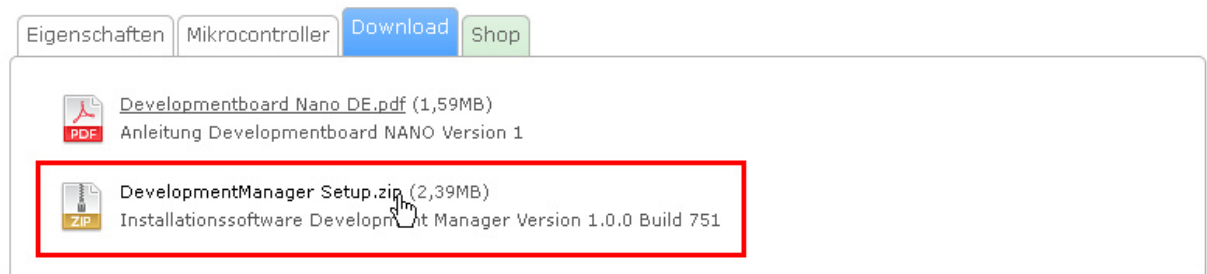 Eigenschaften Mikrocontroller Download Shop
Developmentboard Nano DE.pdf (1,59MB)
PDF Anleitung Developmentboard NANO Version 1
DevelopmentManager Setup.zip (2,39MB)
ZIP Installationssoftware Development Manager Version 1.0.0 Build 751